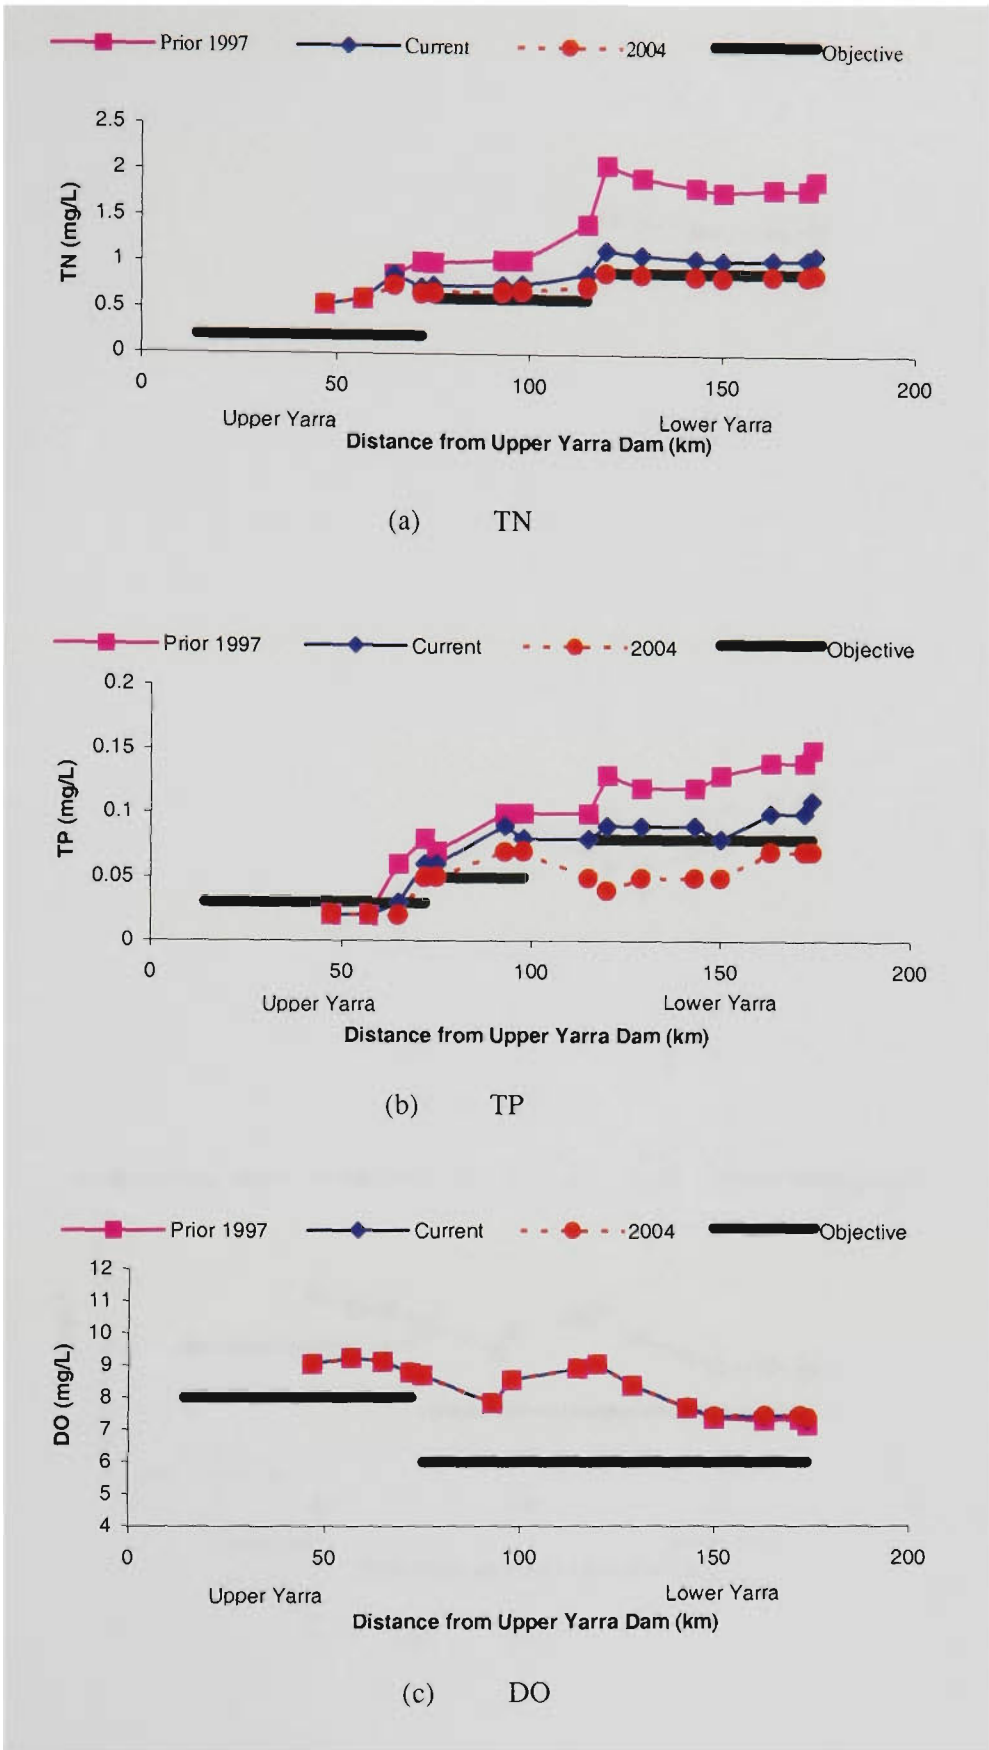 Prior 1997 Current 2004 Objective
2.5
2
1.5
1
0.5
0
TN (mg/L)
0 50 100 150 200
Upper Yarra Lower Yarra
Distance from Upper Yarra Dam (km)
(a) TN
Prior 1997 Current 2004 Objective
0.2
0.15
0.1
0.05
0
TP (mg/L)
0 50 100 150 200
Upper Yarra Lower Yarra
Distance from Upper Yarra Dam (km)
(b) TP
Prior 1997 Current 2004 Objective
12
11
10
9
8
7
6
5
4
DO (mg/L)
0 50 100 150 200
Upper Yarra Lower Yarra
Distance from Upper Yarra Dam (km)
(c) DO